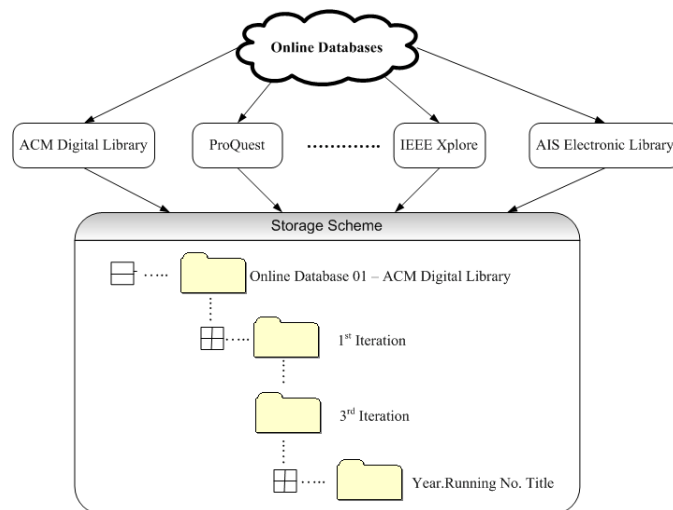 Online Databases
ACM Digital Library
ProQuest
IEEE Xplore
AIS Electronic Library
Storage Scheme
Online Database 01 – ACM Digital Library
1st Iteration
3rd Iteration
Year.Running No. Title